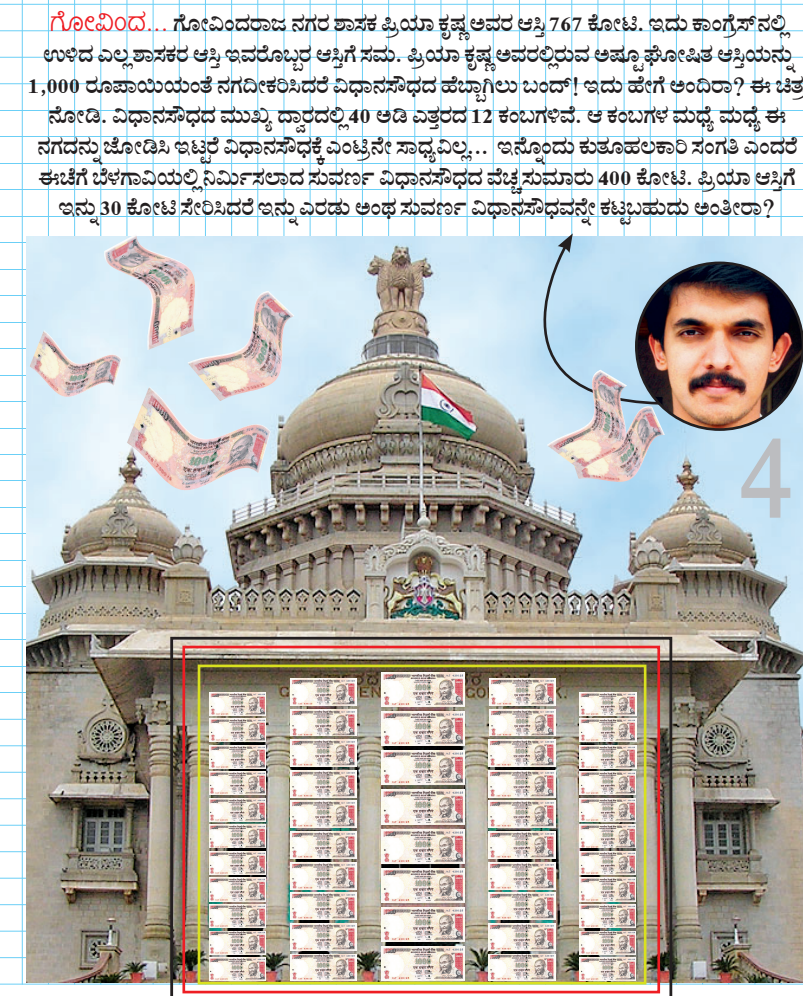 ಗೋವಿಂದ... ಗೋವಿಂದರಾಜ ನಗರ ಶಾಸಕ ಪ್ರಿಯಾ ಕೃಷ್ಣ ಅವರ ಆಸ್ತಿ 767 ಕೋಟಿ. ಇದು ಕಾಂಗ್ರೆಸ್‌ನಲ್ಲಿ
ಉಳಿದ ಎಲ್ಲ ಶಾಸಕರ ಆಸ್ತಿ ಇವರೊಬ್ಬರ ಆಸ್ತಿಗೆ ಸಮ. ಪ್ರಿಯಾ ಕೃಷ್ಣ ಅವರಲ್ಲಿರುವ ಅಷ್ಟೂ ಘೋಷಿತ ಆಸ್ತಿಯನ್ನು
1,000 ರೂಪಾಯಿಯಂತೆ ನಗದೀಕರಿಸಿದರೆ ವಿಧಾನಸೌಧದ ಹೆಬ್ಬಾಗಿಲು ಬಂದ್! ಇದು ಹೇಗೆ ಅಂದಿರಾ? ಈ ಚಿತ್ರ
ನೋಡಿ. ವಿಧಾನಸೌಧದ ಮುಖ್ಯ ದ್ವಾರದಲ್ಲಿ 40 ಅಡಿ ಎತ್ತರದ 12 ಕಂಬಗಳಿವೆ. ಆ ಕಂಬಗಳ ಮಧ್ಯೆ ಮಧ್ಯೆ ಈ
ನಗದನ್ನು ಜೋಡಿಸಿ ಇಟ್ಟರೆ ವಿಧಾನಸೌಧಕ್ಕೆ ಎಂಟ್ರಿನೇ ಸಾಧ್ಯವಿಲ್ಲ... ಇನ್ನೊಂದು ಕುತೂಹಲಕಾರಿ ಸಂಗತಿ ಎಂದರೆ
ಈಚೆಗೆ ಬೆಳಗಾವಿಯಲ್ಲಿ ನಿರ್ಮಿಸಲಾದ ಸುವರ್ಣ ವಿಧಾನಸೌಧದ ವೆಚ್ಚ ಸುಮಾರು 400 ಕೋಟಿ. ಪ್ರಿಯಾ ಆಸ್ತಿಗೆ
ಇನ್ನು 30 ಕೋಟಿ ಸೇರಿಸಿದರೆ ಇನ್ನು ಎರಡು ಅಂಥ ಸುವರ್ಣ ವಿಧಾನಸೌಧವನ್ನೇ ಕಟ್ಟಬಹುದು ಅಂತೀರಾ?
4